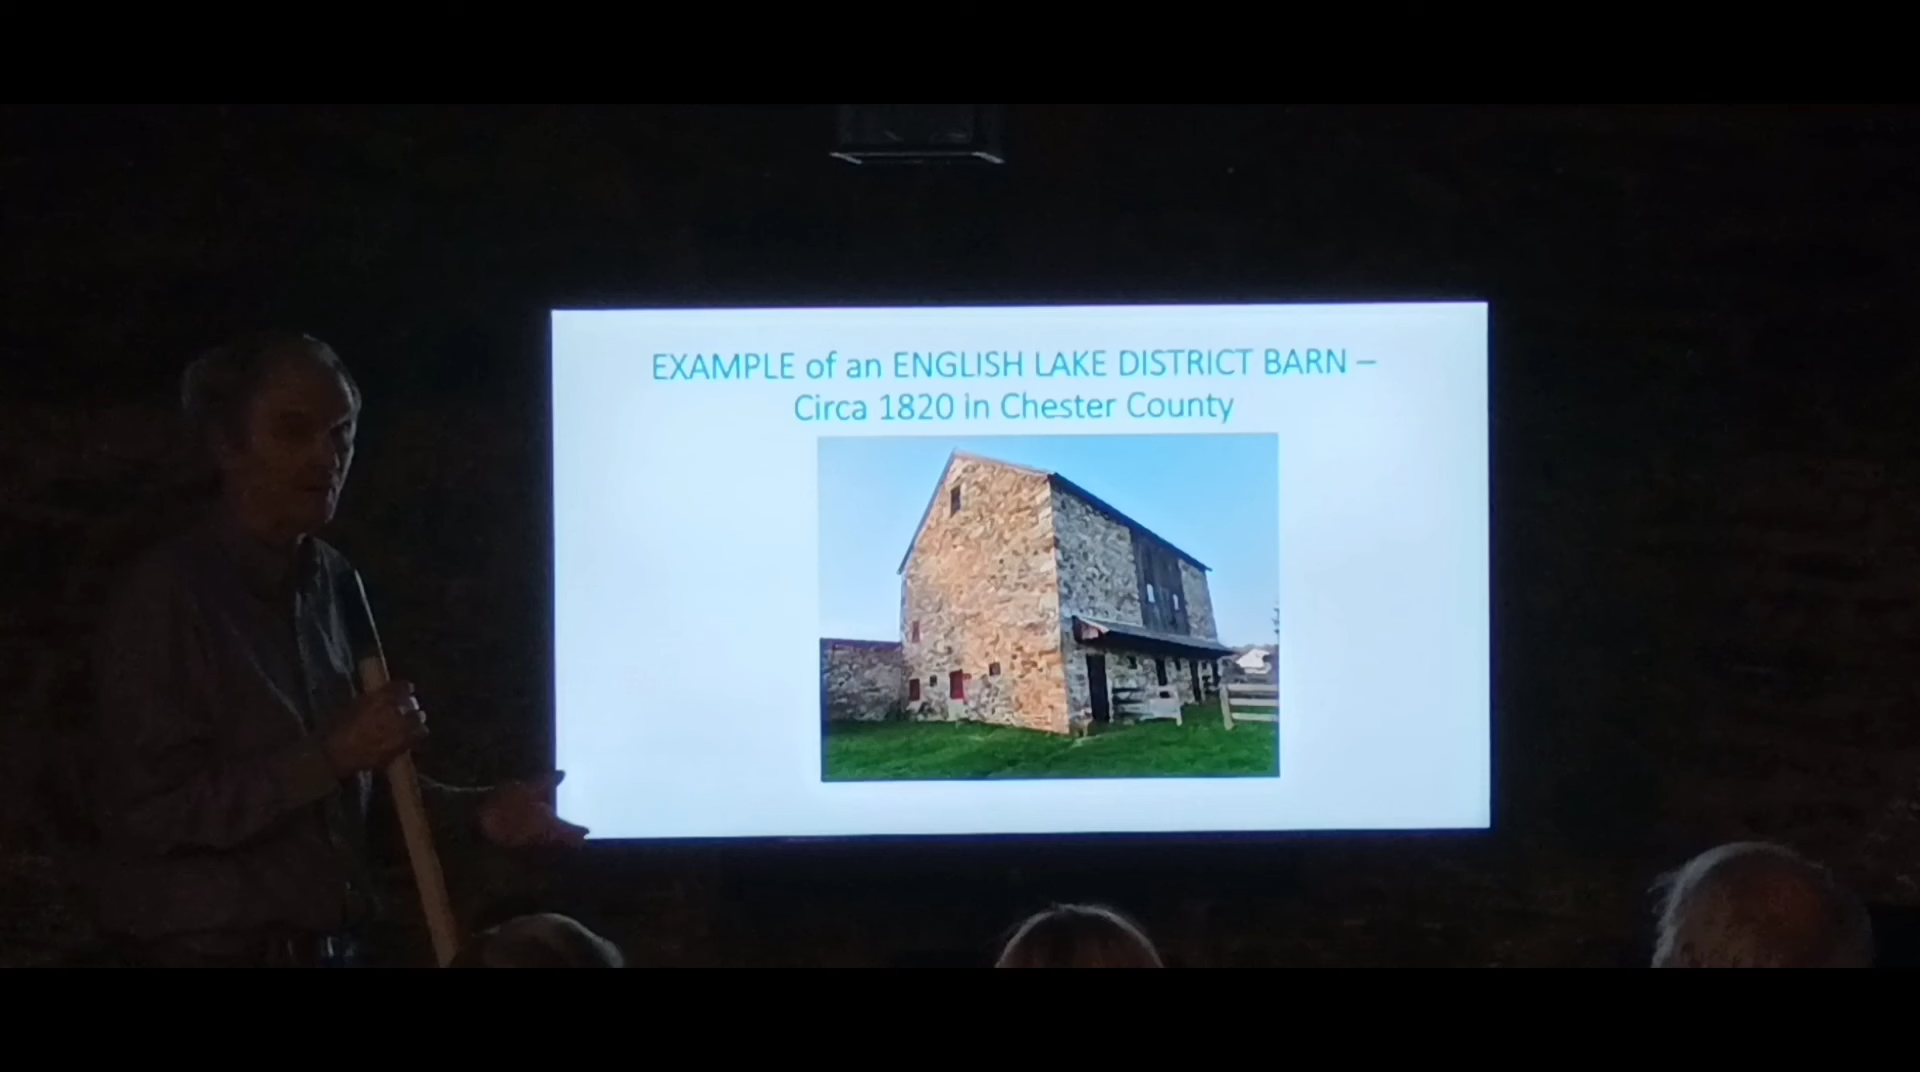 EXAMPLE of an ENGLISH LAKE DISTRICT BARN –
Circa 1820 in Chester County